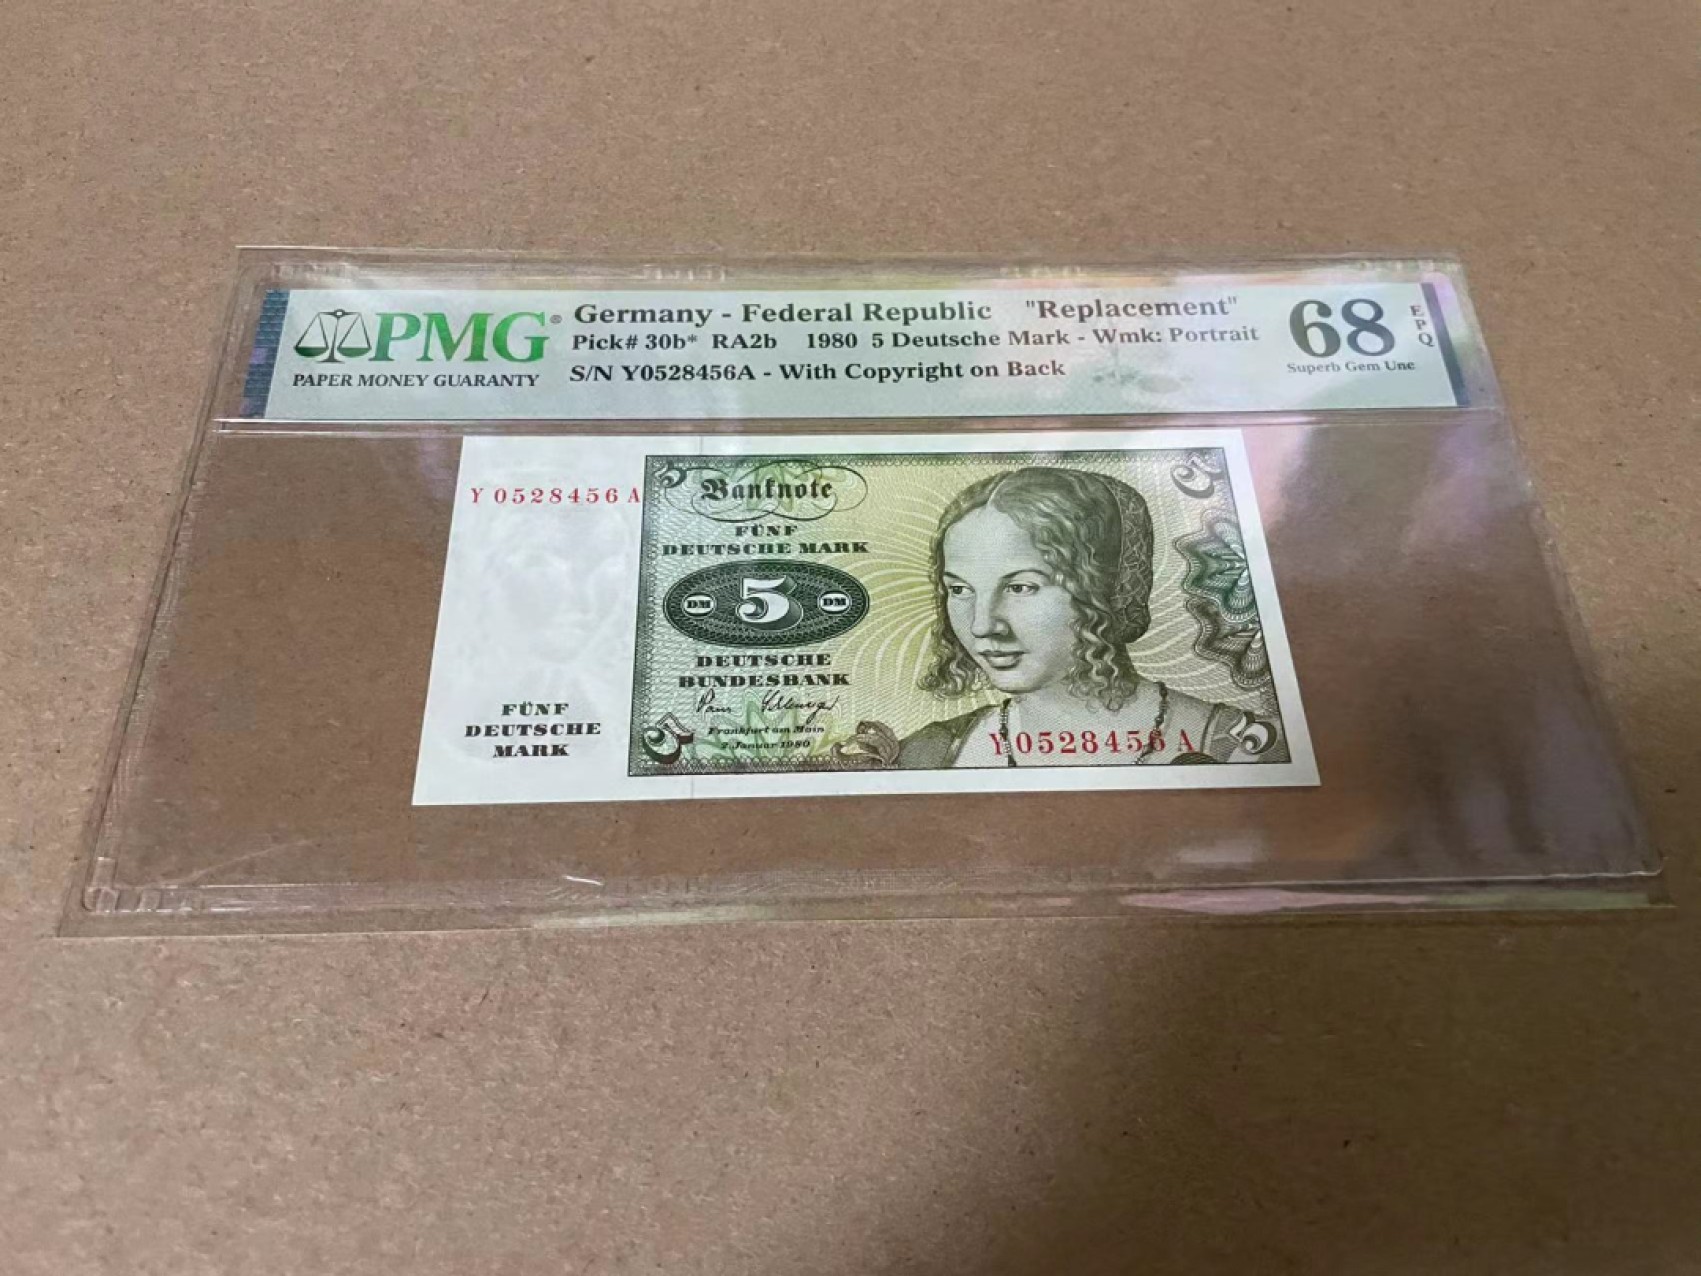 PMG®
PAPER MONEY GUARANTY
Germany - Federal Republic "Replacement"
Pick# 30b* RA2b 1980 5 Deutsche Mark - Wmk: Portrait
S/N Y0528456A - With Copyright on Back
68
EPQ
Superb Gem Unc
Y 0528456 A
5
Banknote
5
FÜNF
DEUTSCHE MARK
DM 5 DM
DEUTSCHE
BUNDESBANK
Frankfurt am Main
2. Januar 1980
FÜNF
DEUTSCHE
MARK
5
Y 0528456 A
5